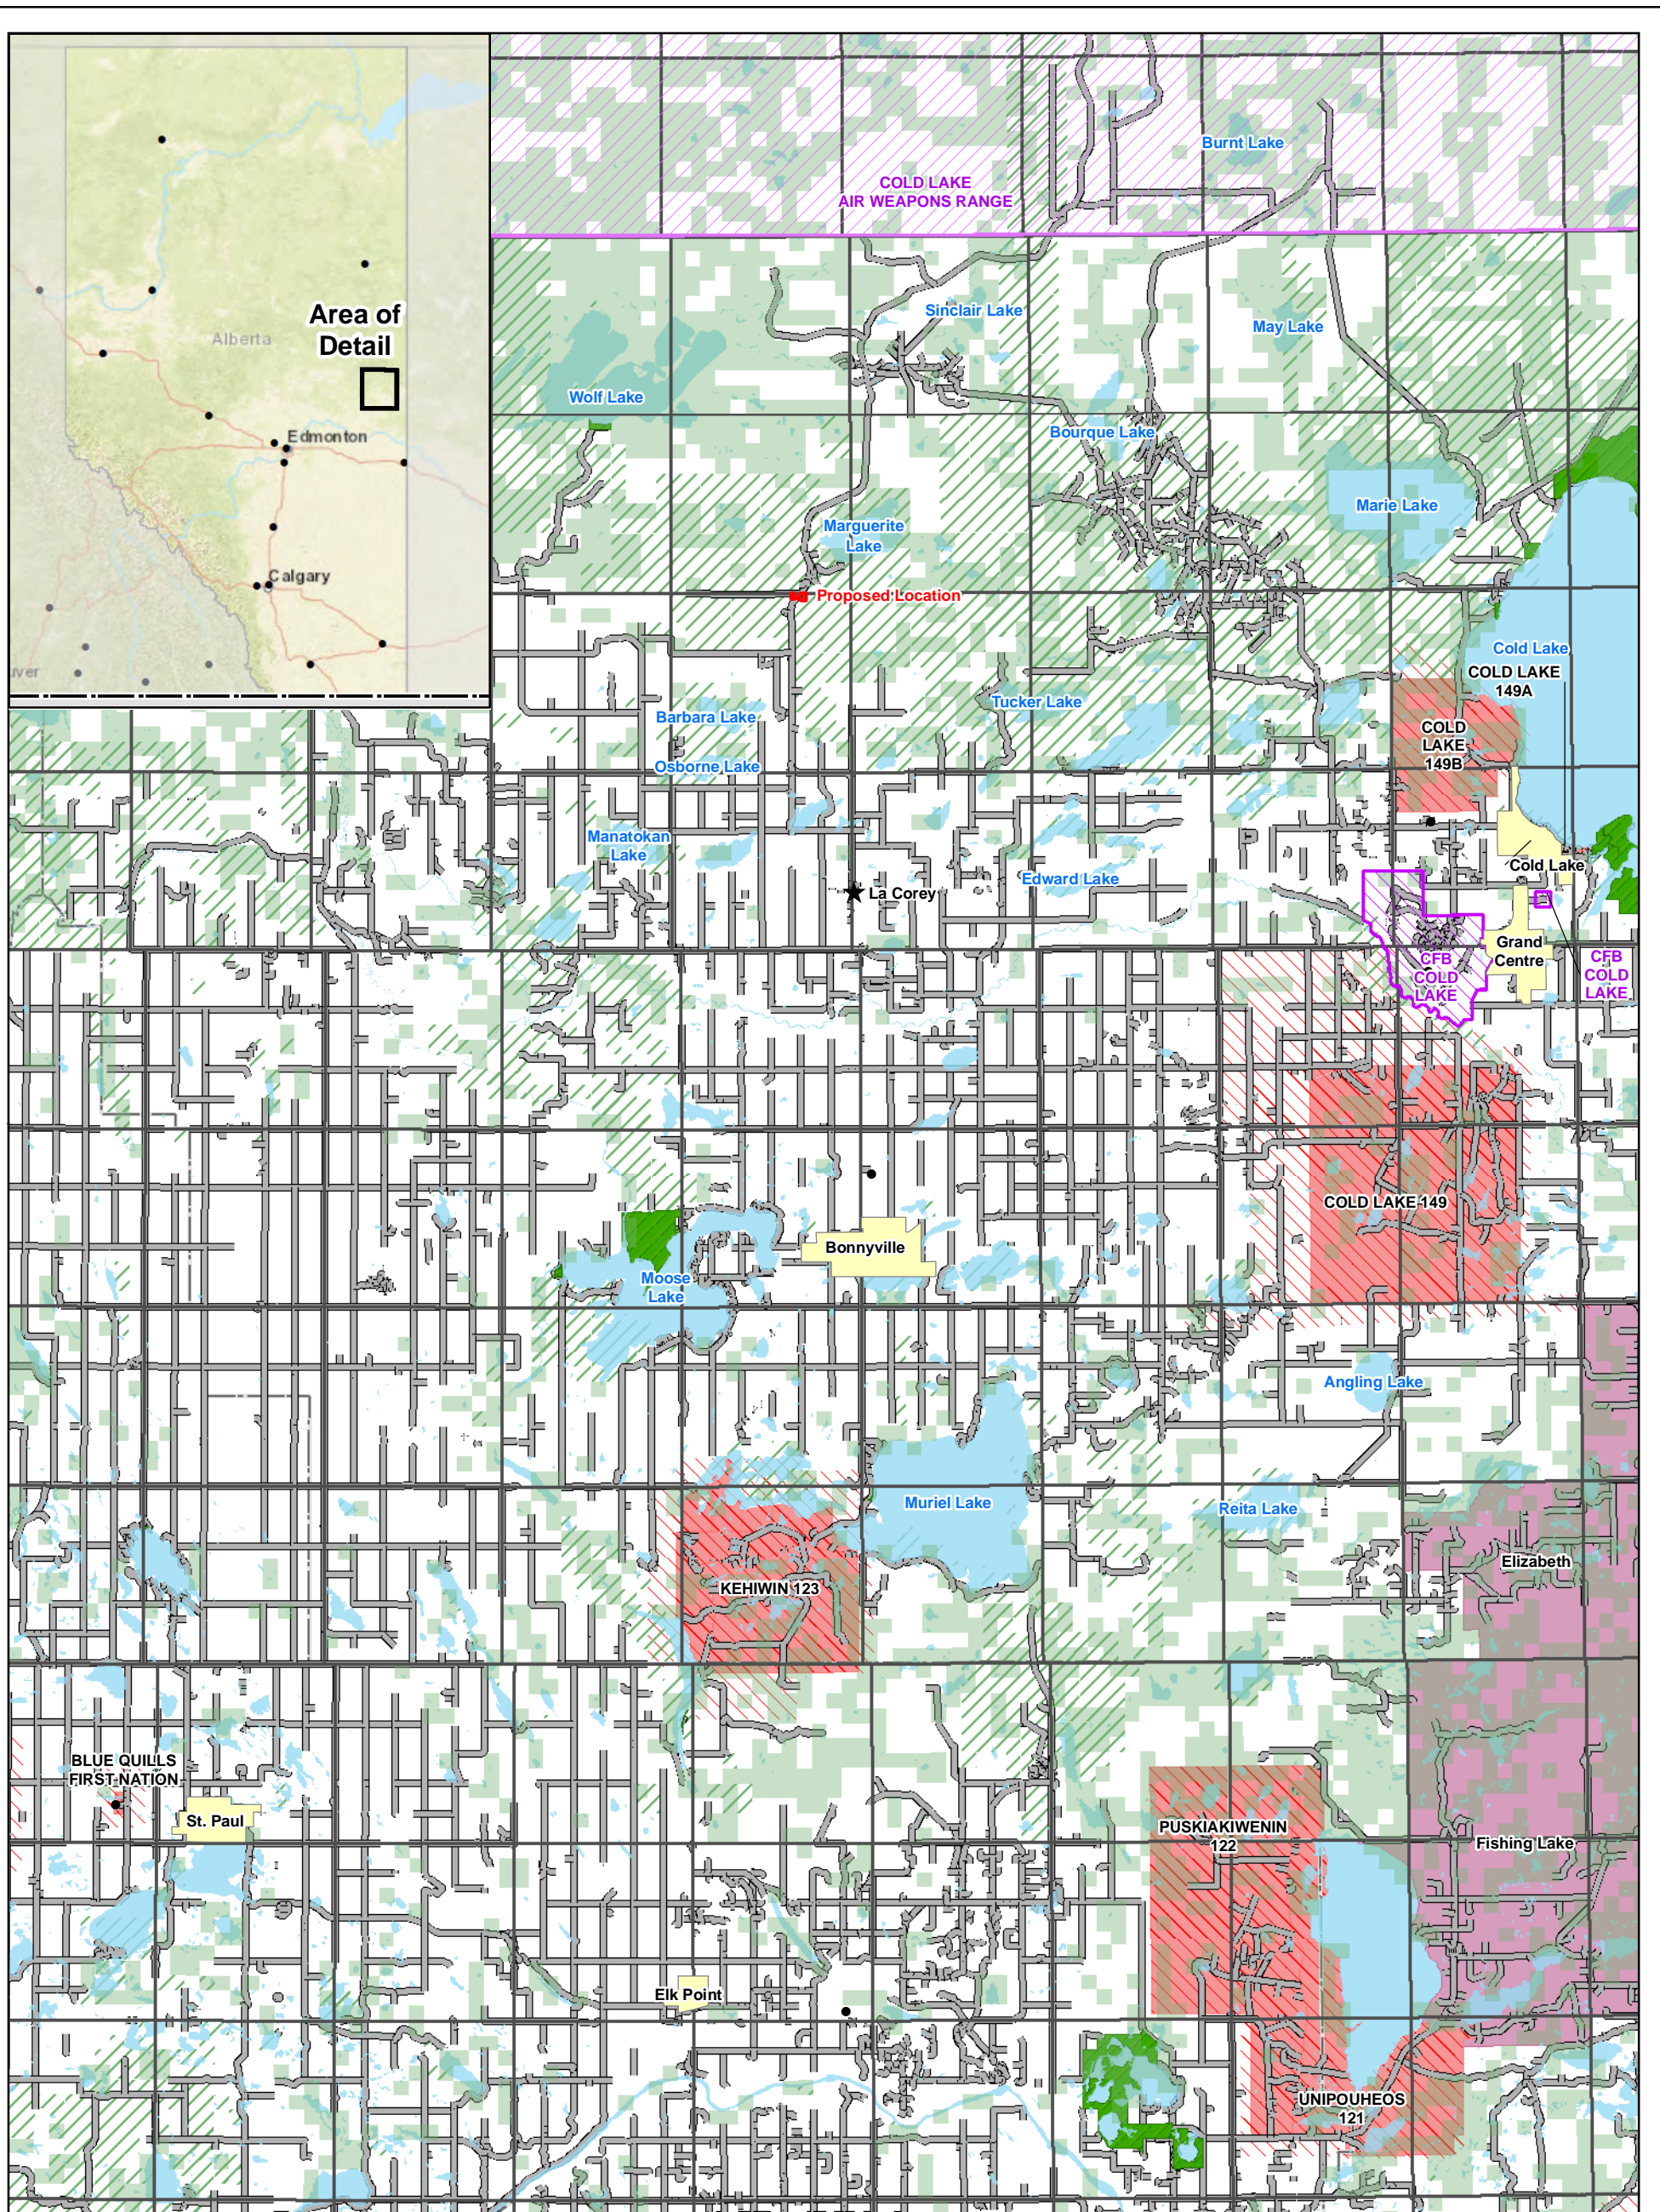 Area of
Detail
Alberta
Edmonton
Calgary
uver
Burnt Lake
COLD LAKE
AIR WEAPONS RANGE
Sinclair Lake
May Lake
Wolf Lake
Bourque Lake
Marie Lake
Marguerite
Lake
Proposed Location
Cold Lake
COLD LAKE
149A
Tucker Lake
Barbara Lake
COLD
LAKE
149B
Osborne Lake
Manatokan
Lake
Cold Lake
Edward Lake
La Corey
Grand
Centre
CFB
COLD
LAKE
CFB
COLD
LAKE
COLD LAKE 149
Bonnyville
Moose
Lake
Angling Lake
Muriel Lake
Reita Lake
Elizabeth
KEHIWIN 123
BLUE QUILLS
FIRST NATION
St. Paul
PUSKIAKIWENIN
122
Fishing Lake
Elk Point
UNIPOUHEOS
121